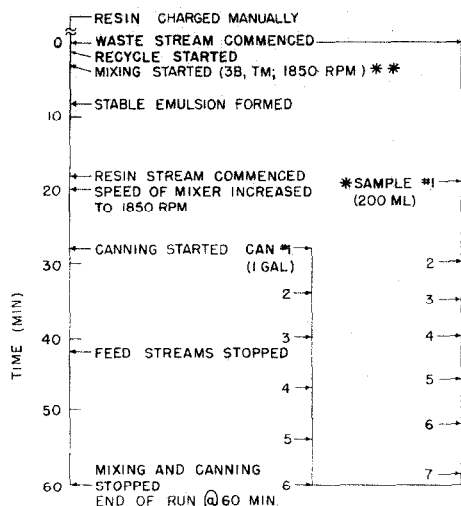 RESIN CHARGED MANUALLY
0 WASTE STREAM COMMENCED
RECYCLE STARTED
MIXING STARTED (3B, TM; 1850 RPM) * *
STABLE EMULSION FORMED
10
RESIN STREAM COMMENCED
* SAMPLE #1
20 SPEED OF MIXER INCREASED
(200 ML)
TO 1850 RPM
CANNING STARTED CAN #1
30 (1 GAL)
2
2
3
TIME (MIN)
40 3
4
FEED STREAMS STOPPED
4
5
50
5
6
MIXING AND CANNING
7
STOPPED
60 6
END OF RUN @ 60 MIN.